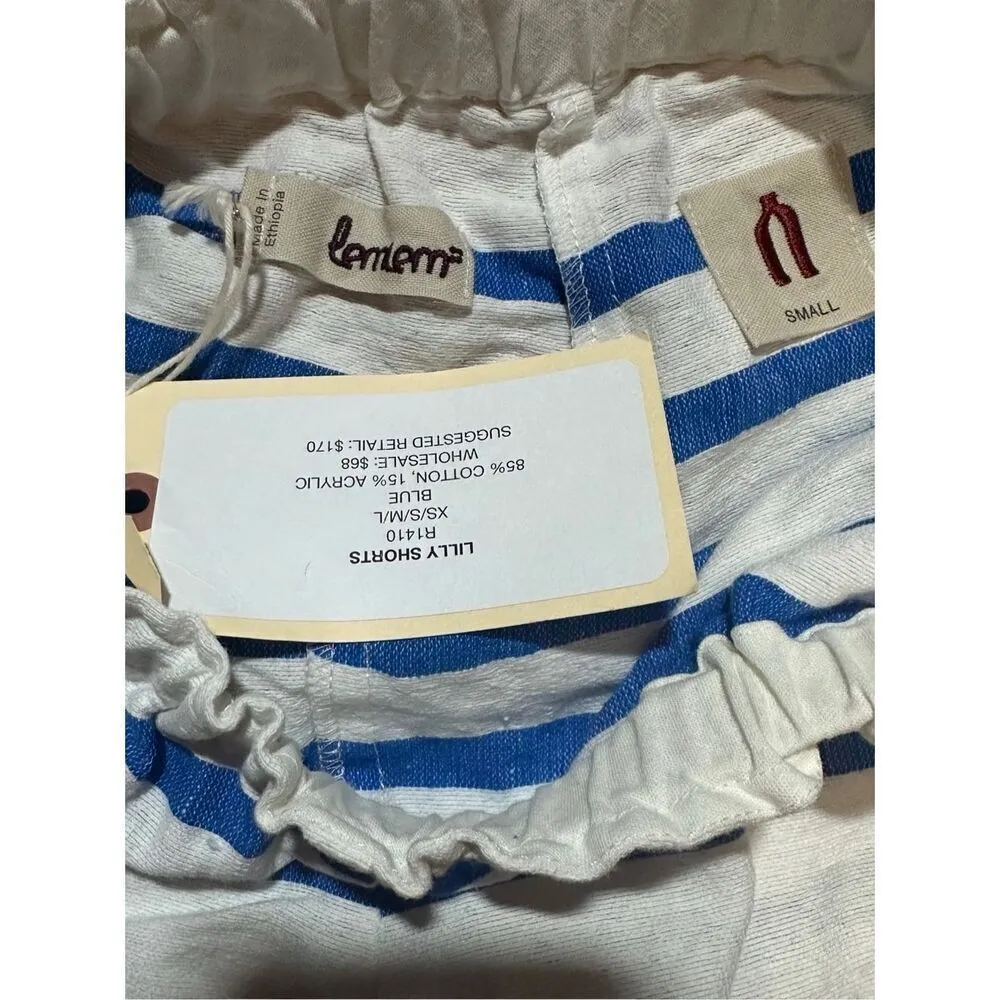 Made In
Ethiopia
lemlem
SMALL
LILLY SHORTS
R1410
XS/S/M/L
BLUE
85% COTTON, 15% ACRYLIC
WHOLESALE: $68
SUGGESTED RETAIL: $170